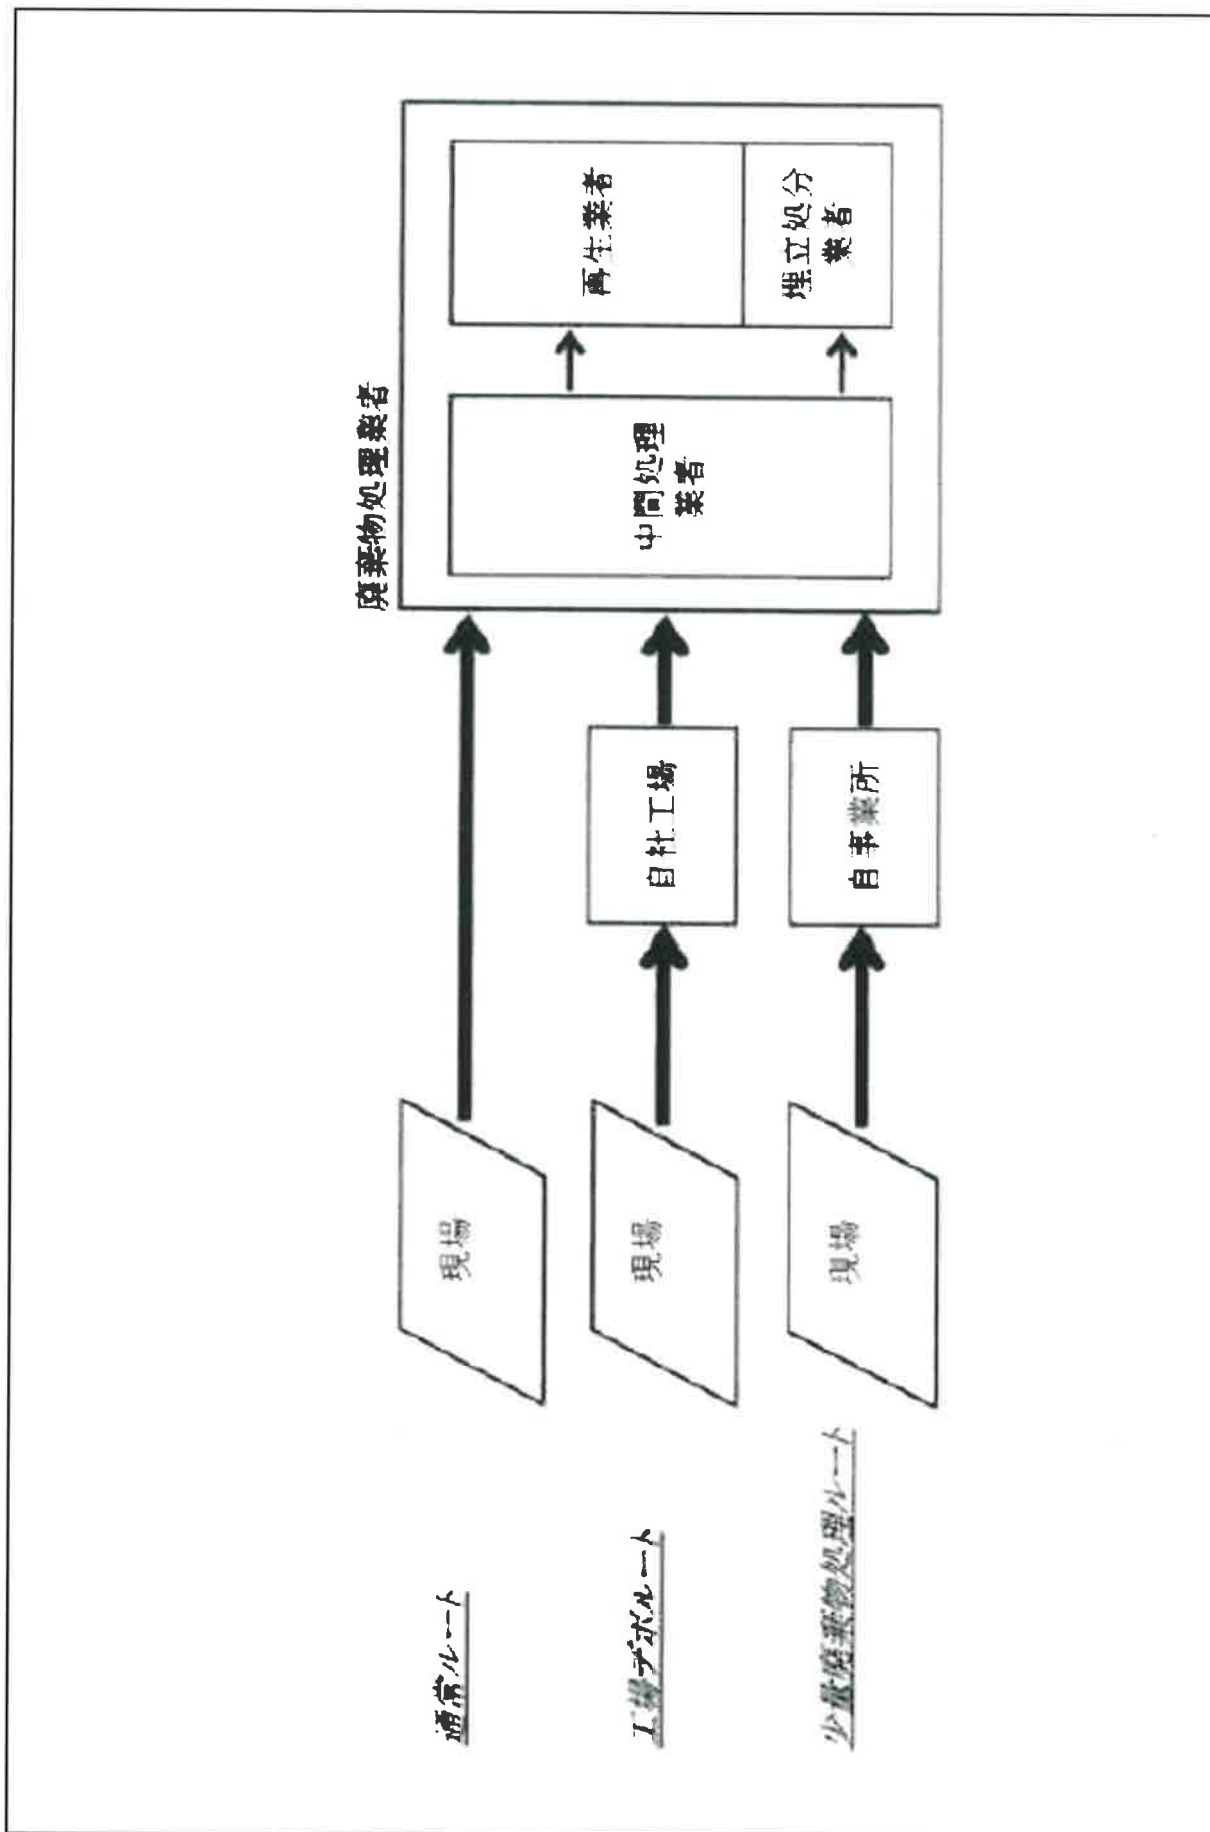 廃棄物処理業者
通常ルート
現場
中間処理
業者
再生業者
埋立処分
業者
工場デポルート
現場
自社工場
少量廃棄物処理ルート
現場
自事業所